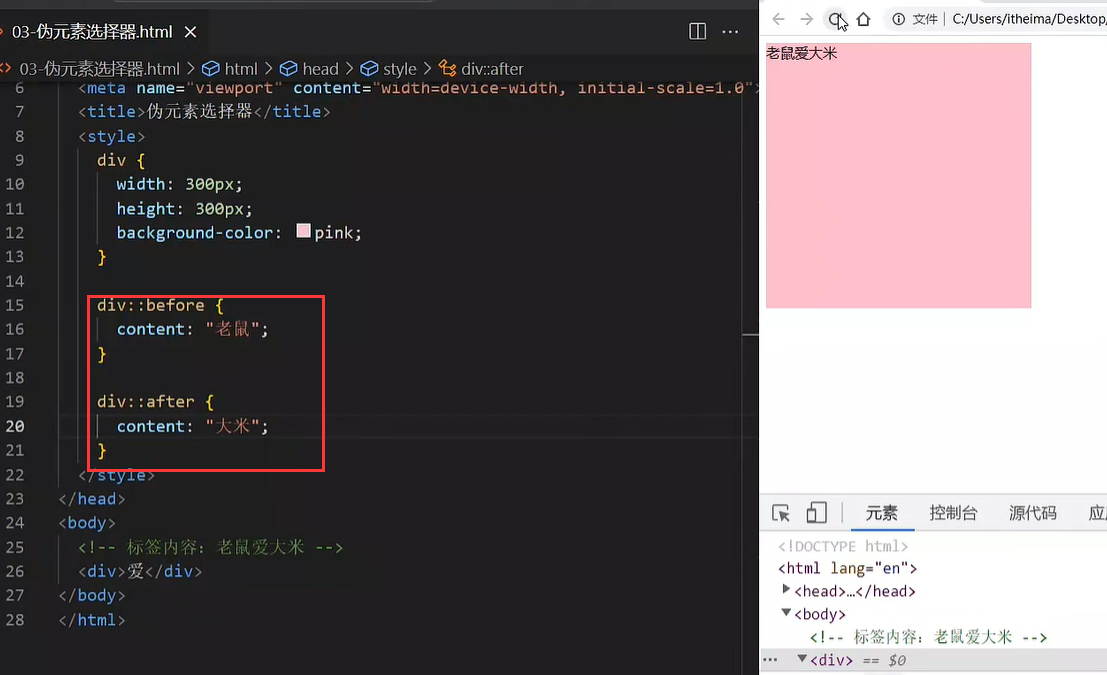 03-伪元素选择器.html
03-伪元素选择器.html > html > head > style > div::after
6 <meta name="viewport" content="width=device-width, initial-scale=1.0">
7 <title>伪元素选择器</title>
8 <style>
9 div {
10 width: 300px;
11 height: 300px;
12 background-color: pink;
13 }
14
15 div::before {
16 content: "老鼠";
17 }
18
19 div::after {
20 content: "大米";
21 }
22 </style>
23 </head>
24 <body>
25 <!-- 标签内容：老鼠爱大米 -->
26 <div>爱</div>
27 </body>
28 </html>
文件 C:/Users/itheima/Desktop/
老鼠爱大米
元素 控制台 源代码
<!DOCTYPE html>
<html lang="en">
<head>…</head>
<body>
<!-- 标签内容：老鼠爱大米 -->
<div> == $0